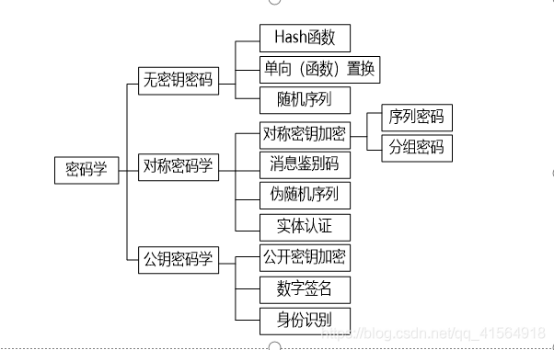 密码学
无密钥密码
Hash函数
单向（函数）置换
随机序列
对称密码学
对称密钥加密
序列密码
分组密码
消息鉴别码
伪随机序列
实体认证
公钥密码学
公开密钥加密
数字签名
身份识别
https://blog.csdn.net/qq_41564918